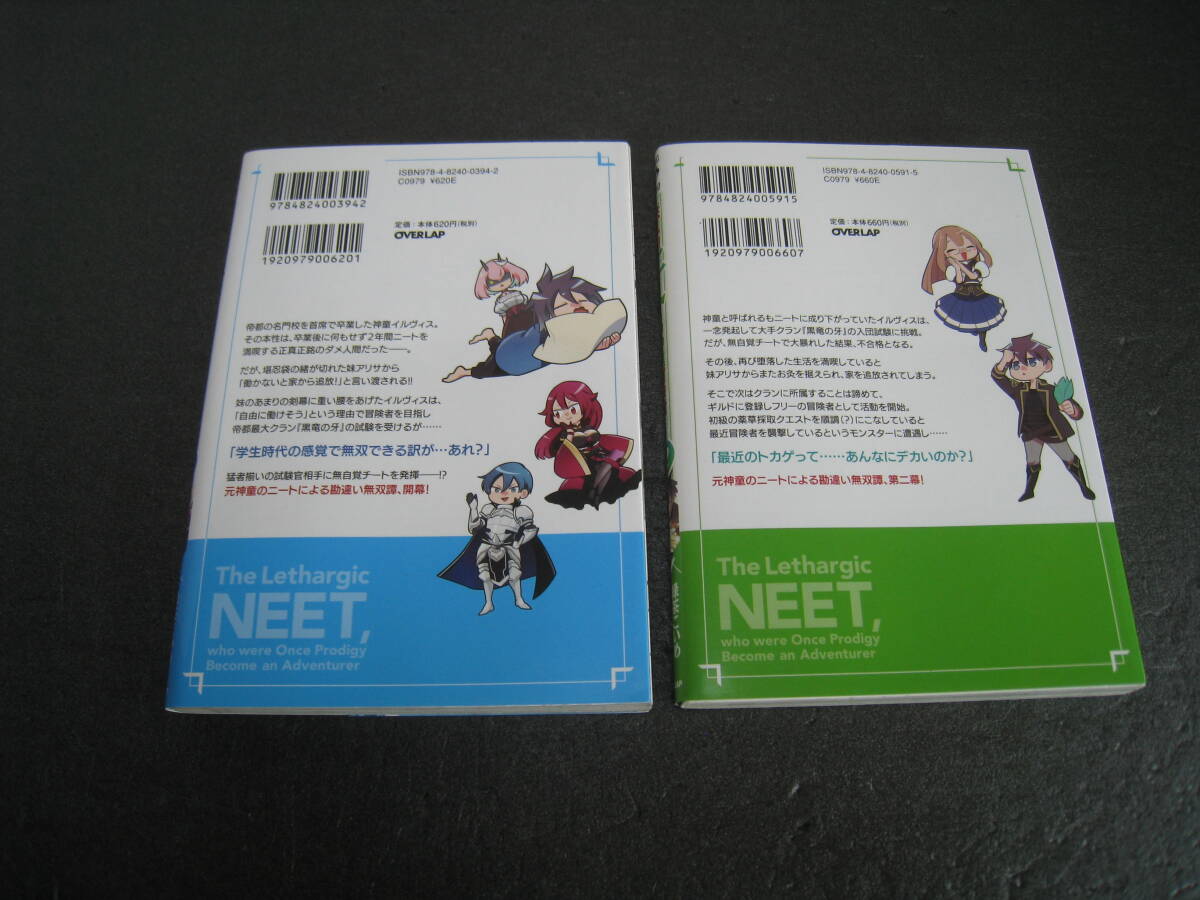 ISBN978-4-8240-0394-2
C0979 ¥620E
9784824003942
定価：本体620円(税別)
OVERLAP
1920979006201
帝都の名門校を首席で卒業した神童イルヴィス。
その本性は、卒業後に何もせず2年間ニートを
満喫する正真正銘のダメ人間だった――。
だが、堪忍袋の緒が切れた妹アリサから
「働かないと家から追放!」と言い渡される!!
妹のあまりの剣幕に重い腰をあげたイルヴィスは、
「自由に働けそう」という理由で冒険者を目指し
帝都最大クラン『黒竜の牙』の試験を受けるが……
「学生時代の感覚で無双できる訳が…あれ?」
猛者揃いの試験官相手に無自覚チートを発揮――!?
元神童のニートによる勘違い無双譚、開幕!
The Lethargic
NEET,
who were Once Prodigy
Become an Adventurer
ISBN978-4-8240-0591-5
C0979 ¥660E
9784824005915
定価：本体660円(税別)
OVERLAP
1920979006607
神童と呼ばれるもニートに成り下がっていたイルヴィスは、
一念発起して大手クラン『黒竜の牙』の入団試験に挑戦。
だが、無自覚チートで大暴れした結果、不合格となる。
その後、再び堕落した生活を満喫していると
妹アリサからまたお灸を据えられ、家を追放されてしまう。
そこで次はクランに所属することは諦めて、
ギルドに登録しフリーの冒険者として活動を開始。
初級の薬草採取クエストを順調(?)にこなしていると
最近冒険者を襲撃しているというモンスターに遭遇し……
「最近のトカゲって……あんなにデカいのか?」
元神童のニートによる勘違い無双譚、第二幕!
The Lethargic
NEET,
who were Once Prodigy
Become an Adventurer